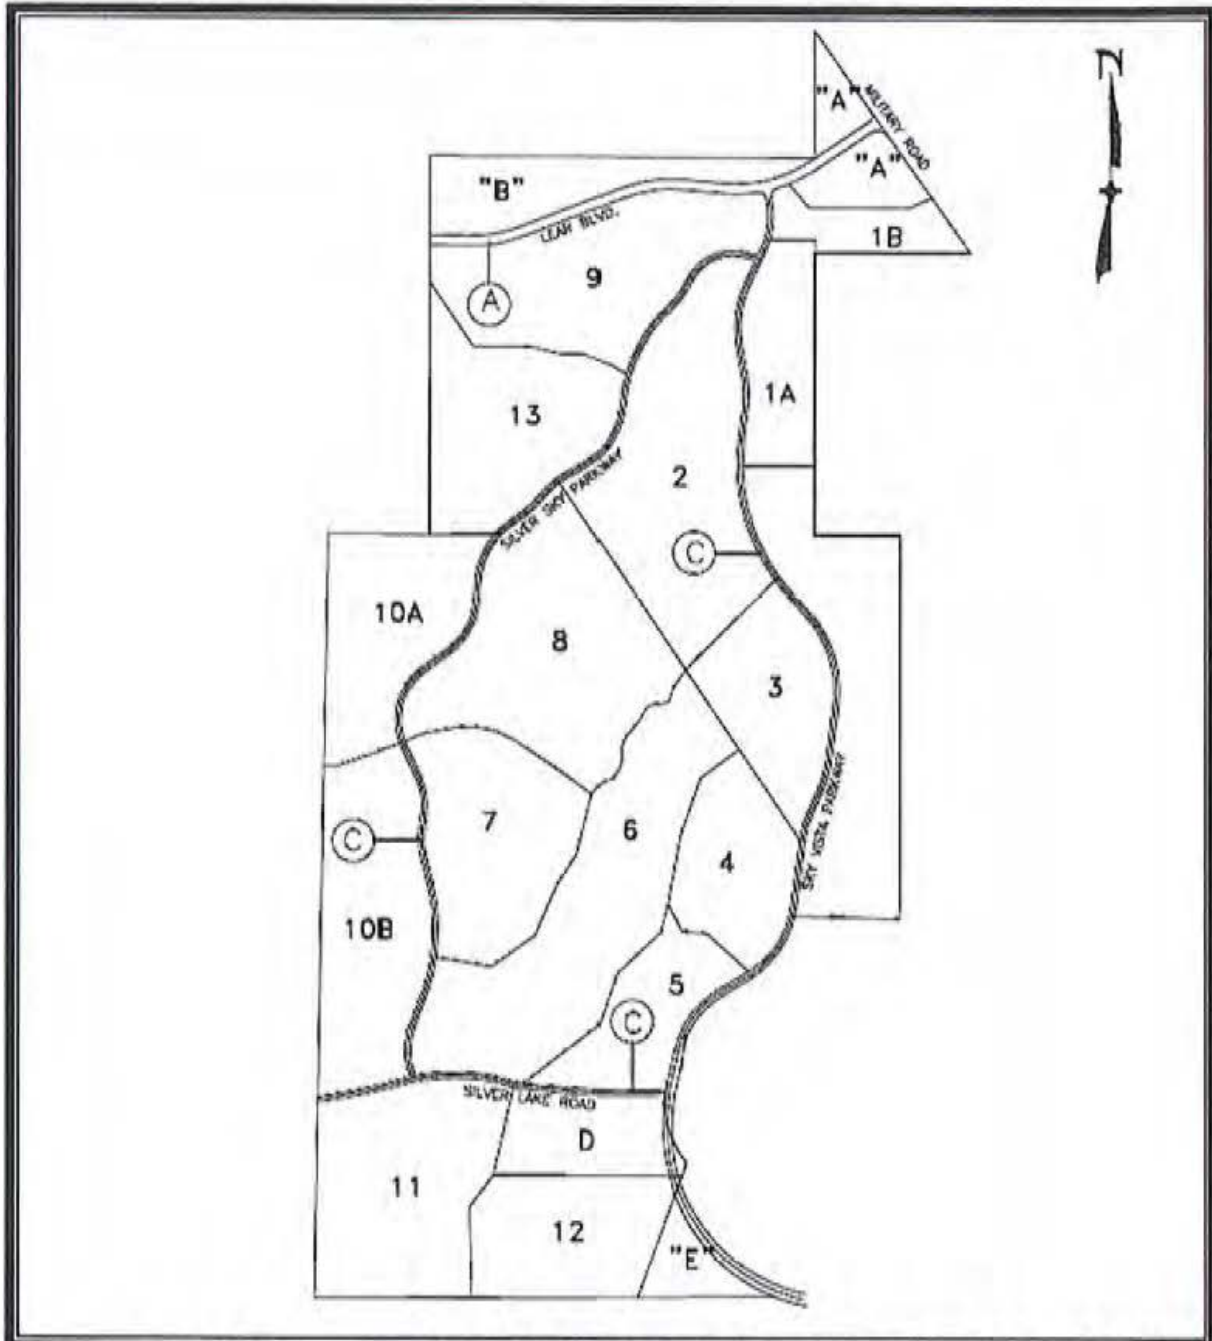 N
"A"
MILITARY ROAD
"A"
"B"
LEAR BLVD.
1B
9
A
1A
13
2
SILVER SKY PARKWAY
C
10A
8
3
SKY VISTA PARKWAY
7
6
C
4
10B
5
C
SILVER LAKE ROAD
D
11
12
"E"